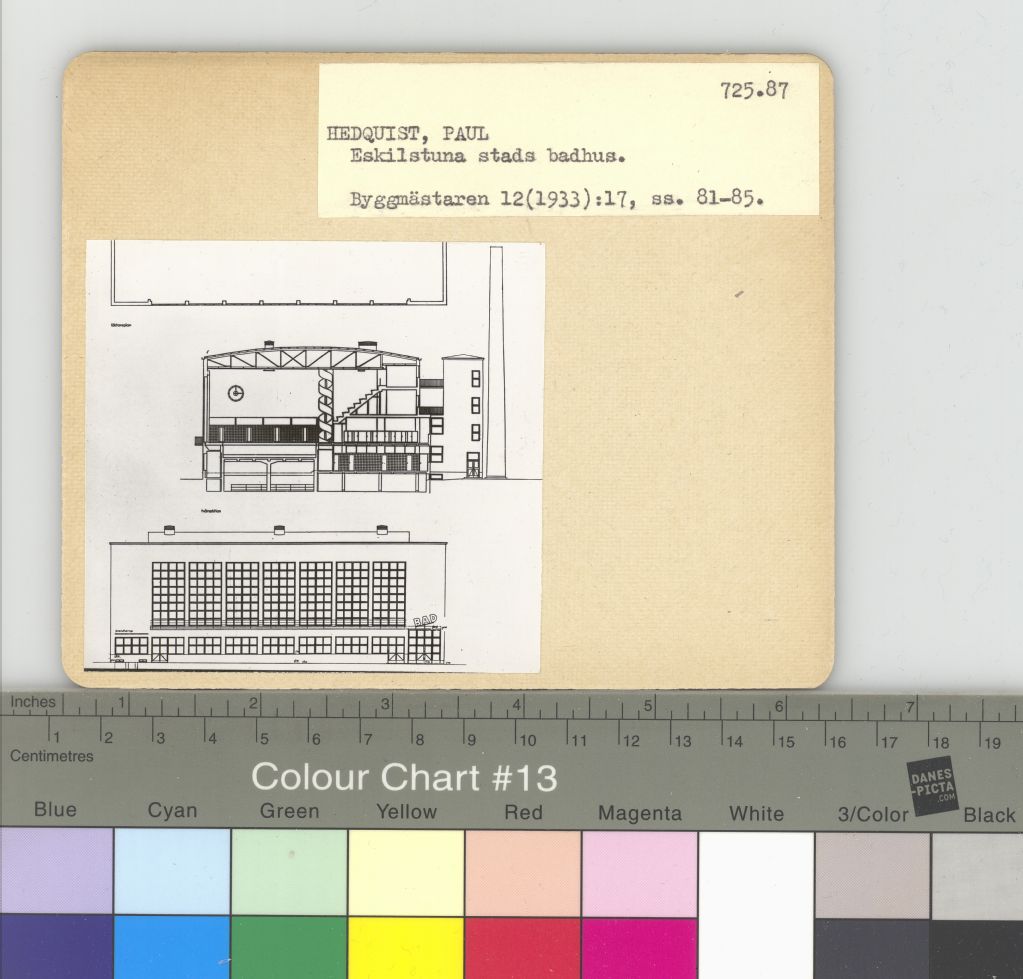 725.87
HEDQUIST, PAUL
Eskilstuna stads badhus.
Byggmästaren 12(1933):17, ss. 81-85.
BAD
Inches 1 2 3 4 5 6 7
1 2 3 4 5 6 7 8 9 10 11 12 13 14 15 16 17 18 19
Centimetres
Colour Chart #13
DANES
-PICTA
.COM
Blue Cyan Green Yellow Red Magenta White 3/Color Black